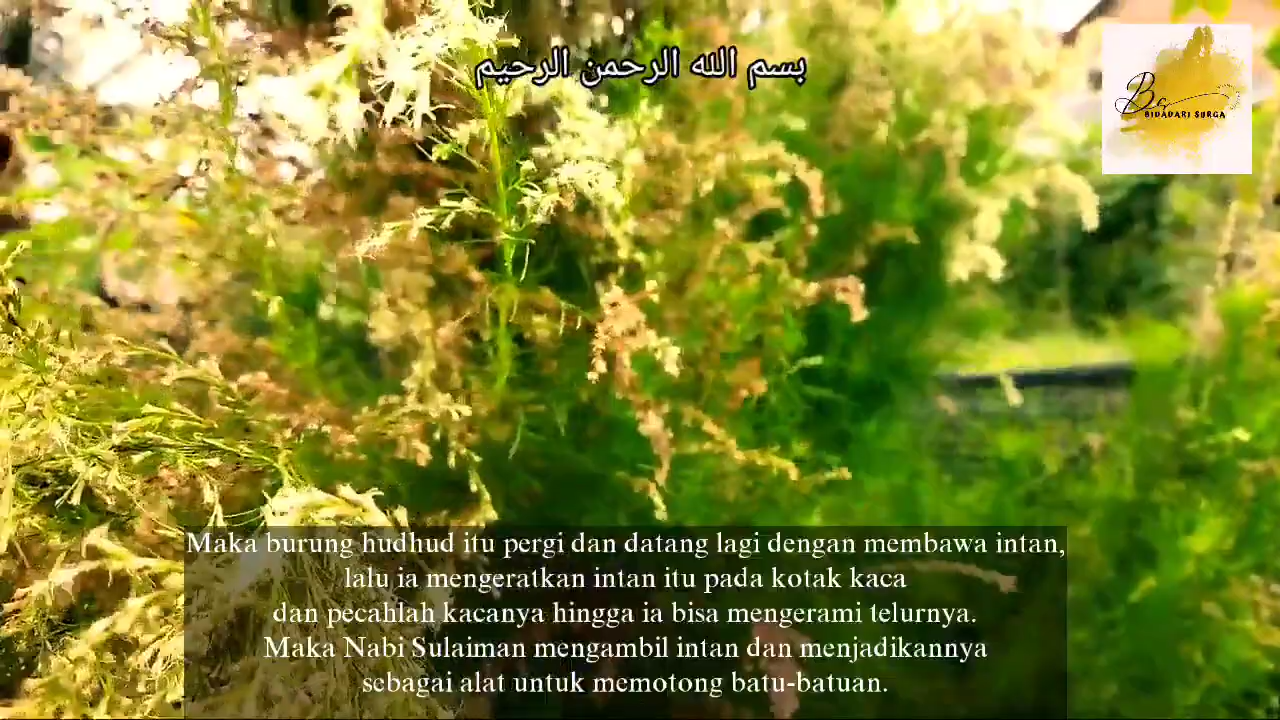 بسم الله الرحمن الرحيم
Bs
BIDADARI SURGA
Maka burung hudhud itu pergi dan datang lagi dengan membawa intan,
lalu ia mengeratkan intan itu pada kotak kaca
dan pecahlah kacanya hingga ia bisa mengerami telurnya.
Maka Nabi Sulaiman mengambil intan dan menjadikannya
sebagai alat untuk memotong batu-batuan.